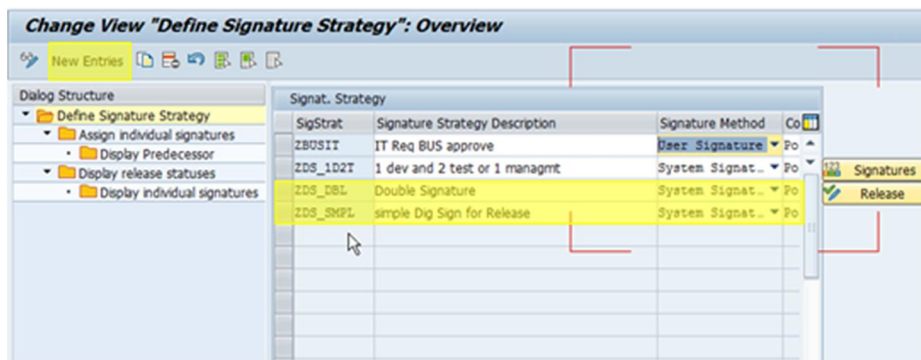 Change View "Define Signature Strategy": Overview
New Entries
Dialog Structure
Define Signature Strategy
Assign individual signatures
Display Predecessor
Display release statuses
Display individual signatures
Signat. Strategy
SigStrat Signature Strategy Description Signature Method Co
ZBUSIT IT Req BUS approve User Signature Po
ZDS_1D2T 1 dev and 2 test or 1 managmt System Signat.. Po
ZDS_DBL Double Signature System Signat.. Po
ZDS_SMPL simple Dig Sign for Release System Signat.. Po
123 Signatures
Release